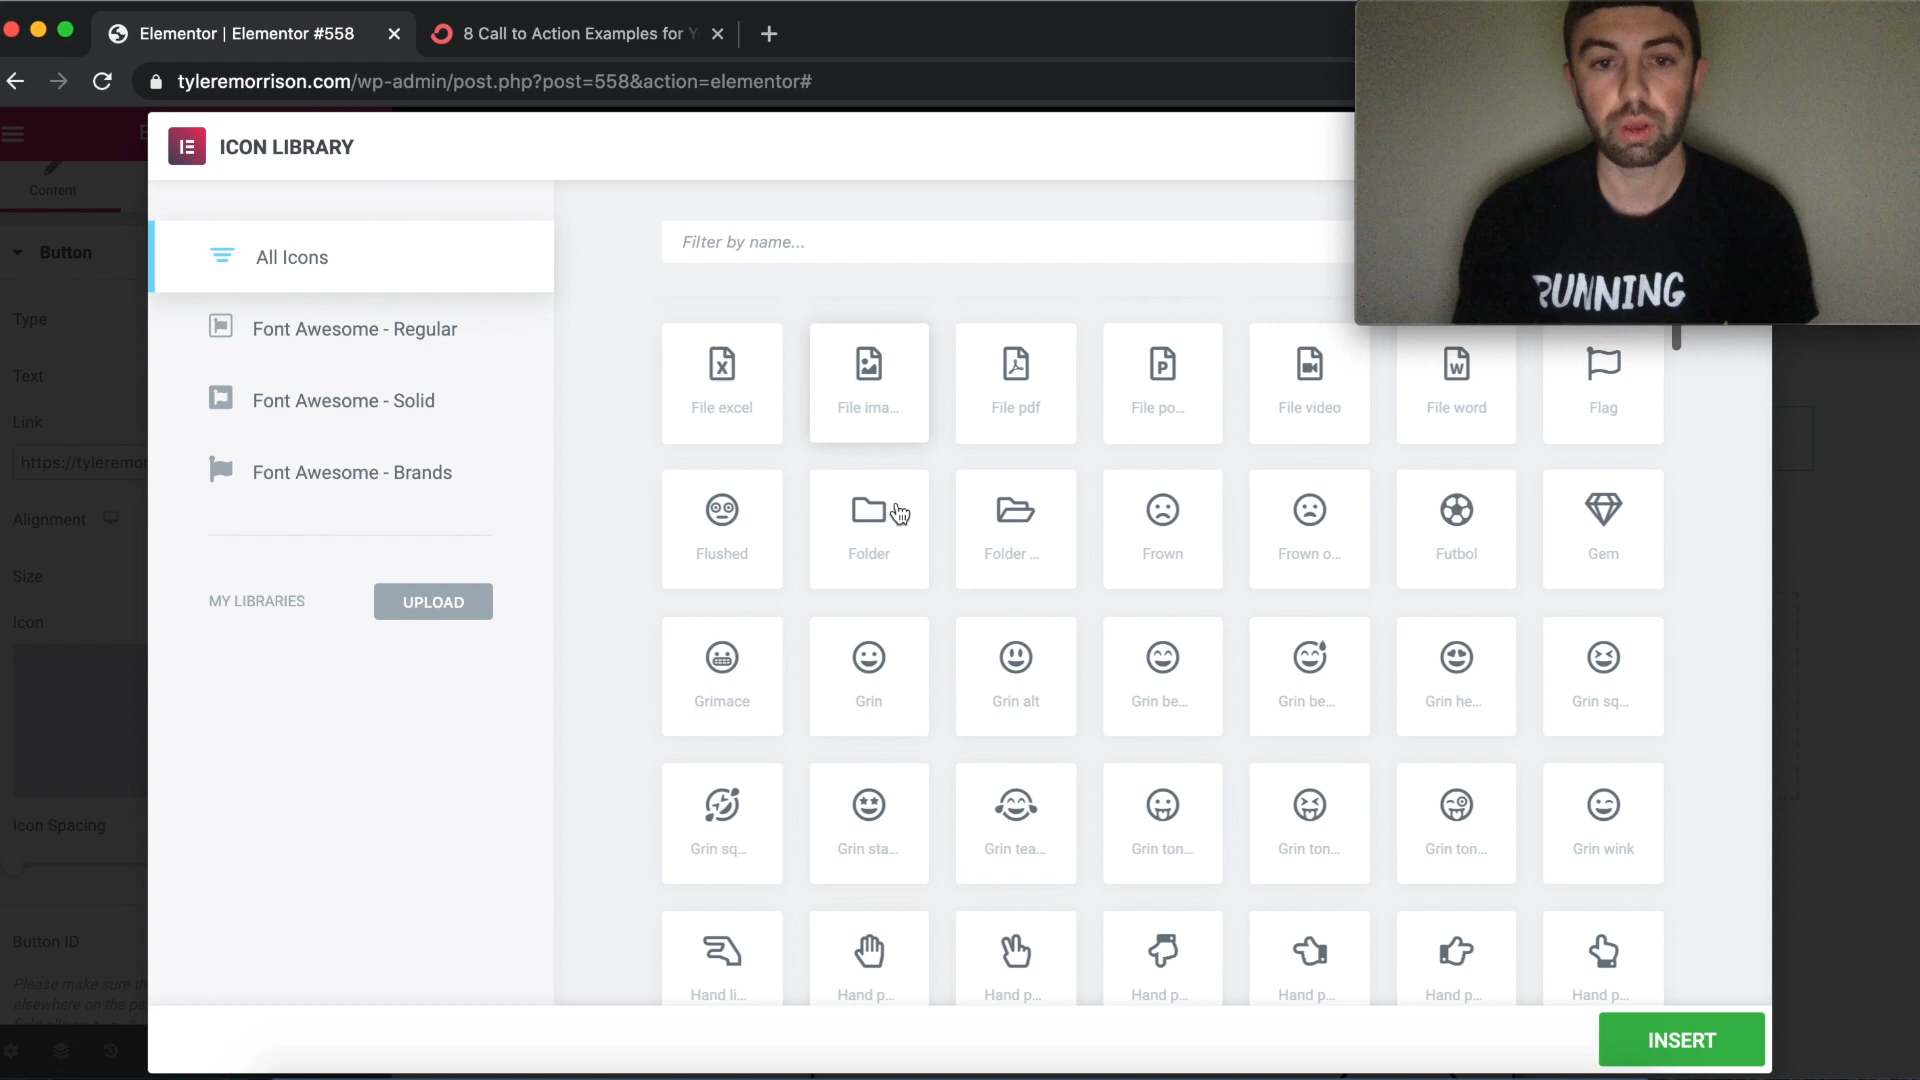 Elementor | Elementor #558
8 Call to Action Examples for Y
tyleremorrison.com/wp-admin/post.php?post=558&action=elementor#
ICON LIBRARY
RUNNING
Content
Button
Type
Text
Link
https://tyleremor
Alignment
Size
Icon
Icon Spacing
Button ID
Please make sure th
elsewhere on the pa
All Icons
Font Awesome - Regular
Font Awesome - Solid
Font Awesome - Brands
MY LIBRARIES
UPLOAD
Filter by name...
File excel
File ima...
File pdf
File po...
File video
File word
Flag
Flushed
Folder
Folder ...
Frown
Frown o...
Futbol
Gem
Grimace
Grin
Grin alt
Grin be...
Grin be...
Grin he...
Grin sq...
Grin sq...
Grin sta...
Grin tea...
Grin ton...
Grin ton...
Grin ton...
Grin wink
Hand li...
Hand p...
Hand p...
Hand p...
Hand p...
Hand p...
Hand p...
INSERT